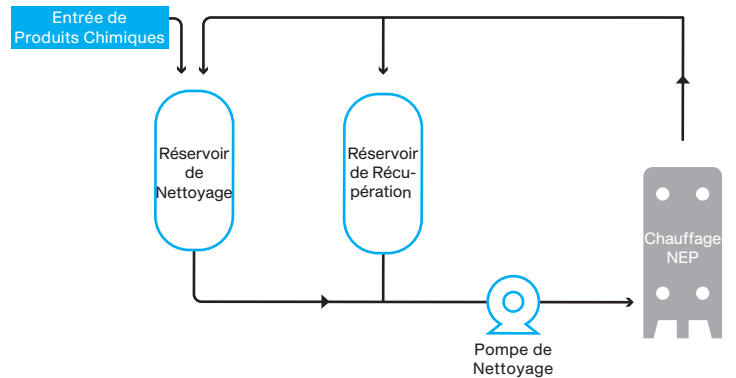 Entrée de
Produits Chimiques
Réservoir
de
Nettoyage
Réservoir
de Récu-
pération
Chauffage
NEP
Pompe de
Nettoyage